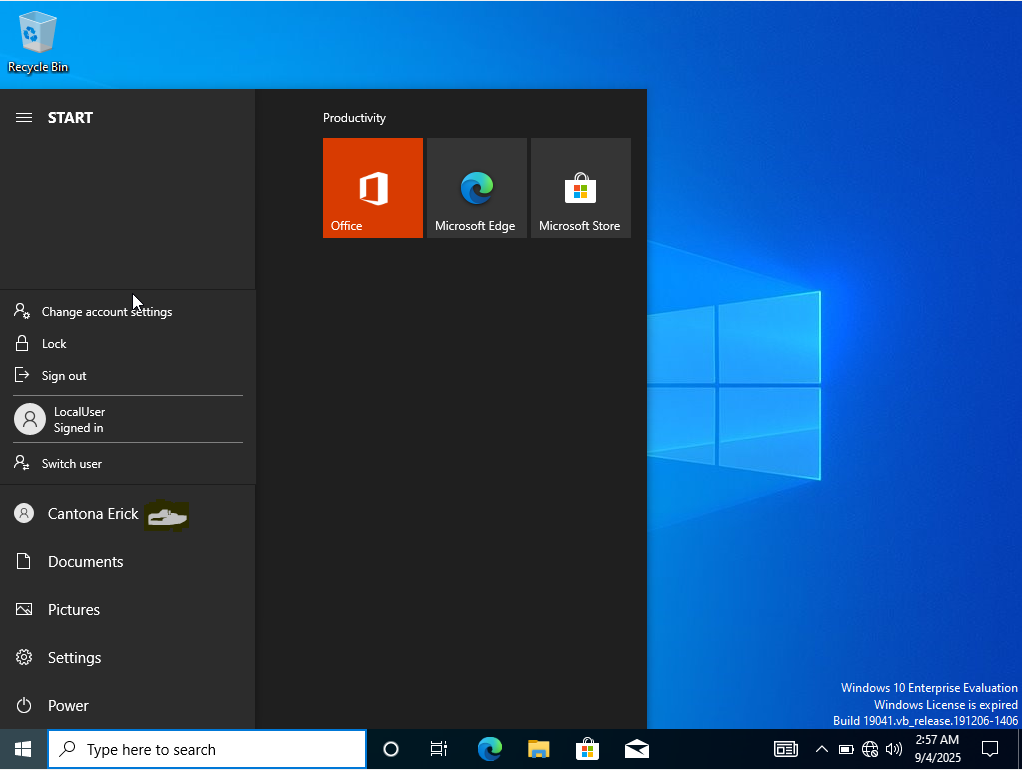 Recycle Bin
START
Productivity
Office
Microsoft Edge
Microsoft Store
Change account settings
Lock
Sign out
LocalUser
Signed in
Switch user
Cantona Erick
Documents
Pictures
Settings
Power
Windows 10 Enterprise Evaluation
Windows License is expired
Build 19041.vb_release.191206-1406
Type here to search
2:57 AM
9/4/2025